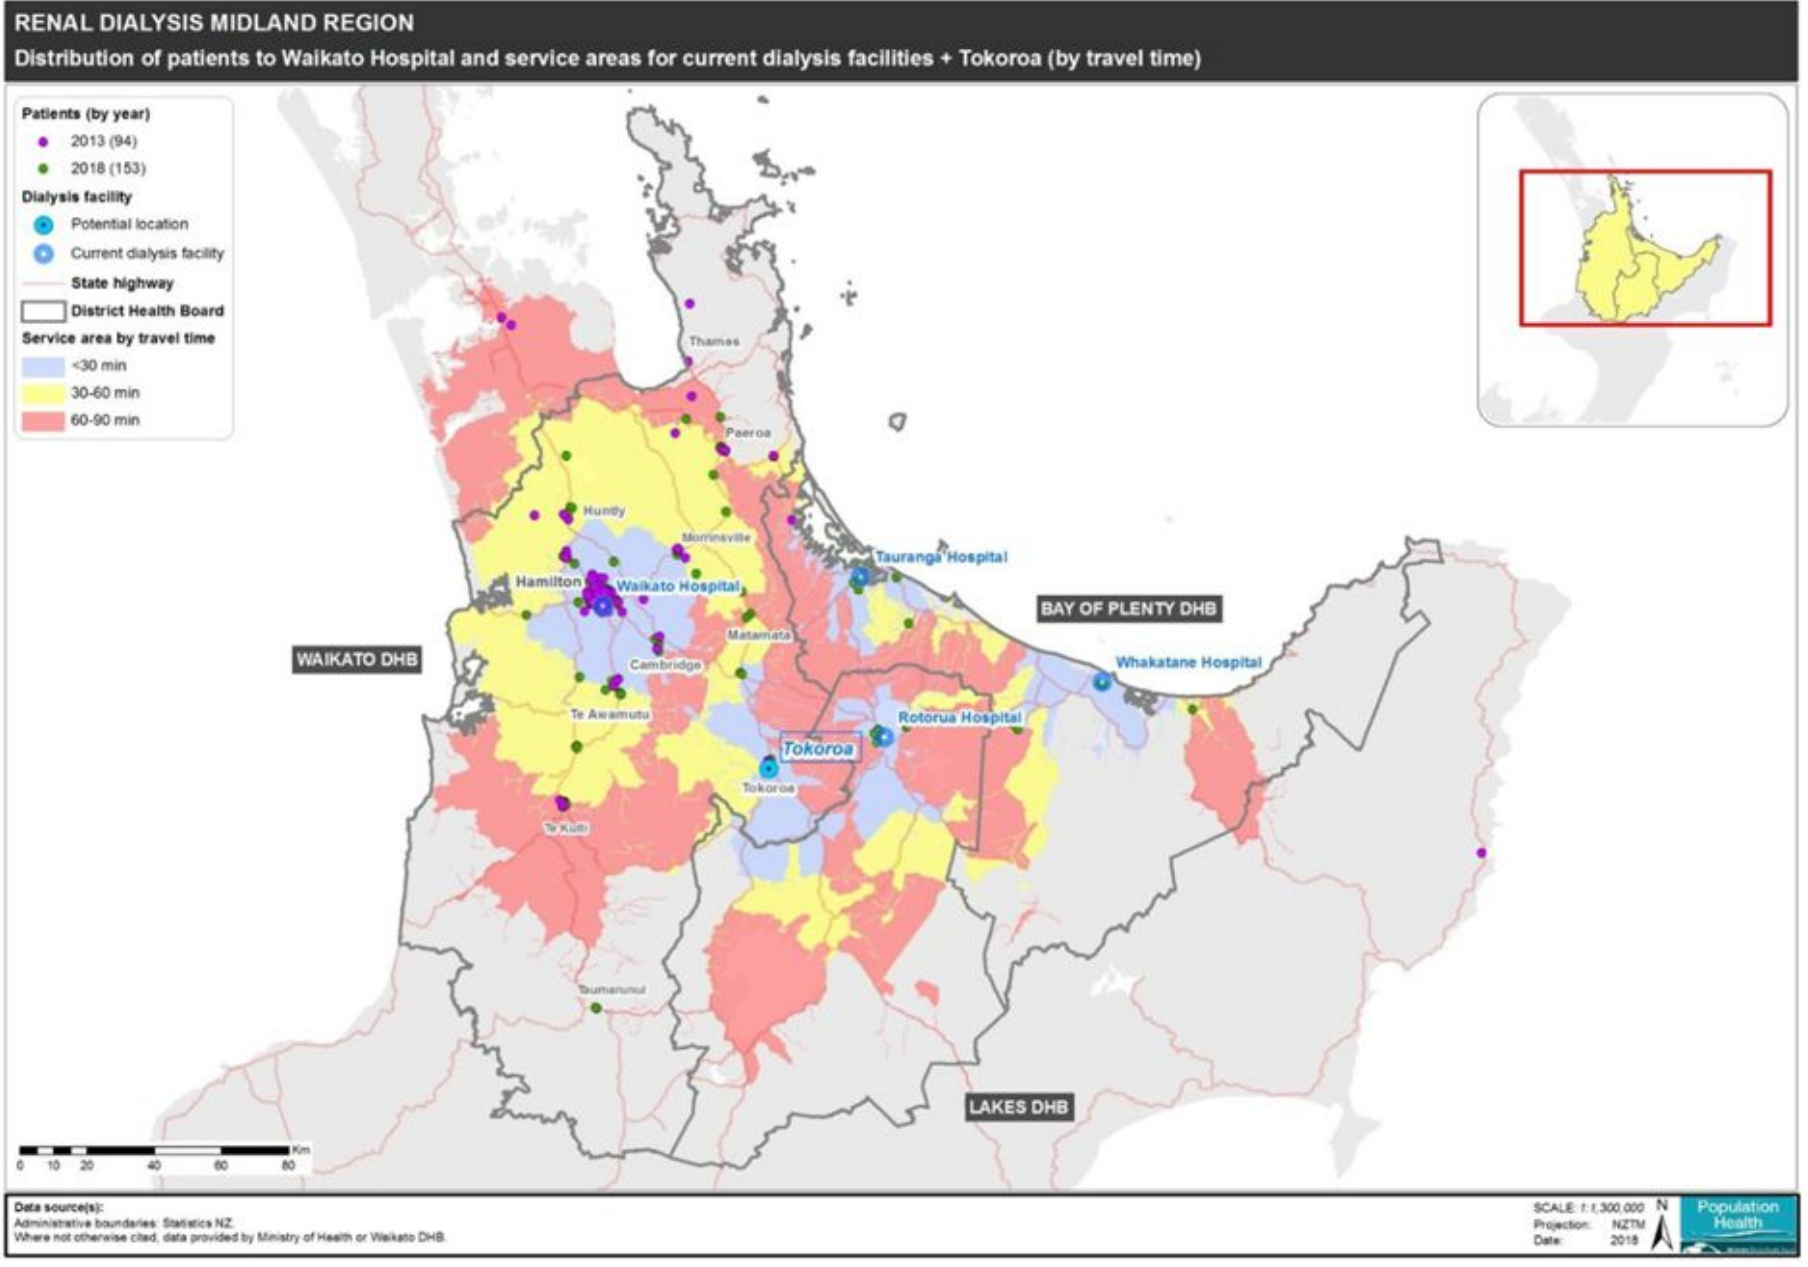 RENAL DIALYSIS MIDLAND REGION
Distribution of patients to Waikato Hospital and service areas for current dialysis facilities + Tokoroa (by travel time)
Patients (by year)
2013 (94)
2018 (153)
Dialysis facility
Potential location
Current dialysis facility
State highway
District Health Board
Service area by travel time
<30 min
30-60 min
60-90 min
Thames
Paeroa
Huntly
Morrinsville
Hamilton
Waikato Hospital
Tauranga Hospital
BAY OF PLENTY DHB
Matamata
WAIKATO DHB
Cambridge
Whakatane Hospital
Te Awamutu
Rotorua Hospital
Tokoroa
Tokoroa
Te Kuiti
Taumarunui
LAKES DHB
Km
0 10 20 40 60 80
Data source(s):
Administrative boundaries: Statistics NZ.
Where not otherwise cited, data provided by Ministry of Health or Waikato DHB.
SCALE: 1:1,300,000
Projection: NZTM
Date: 2018
N
Population
Health